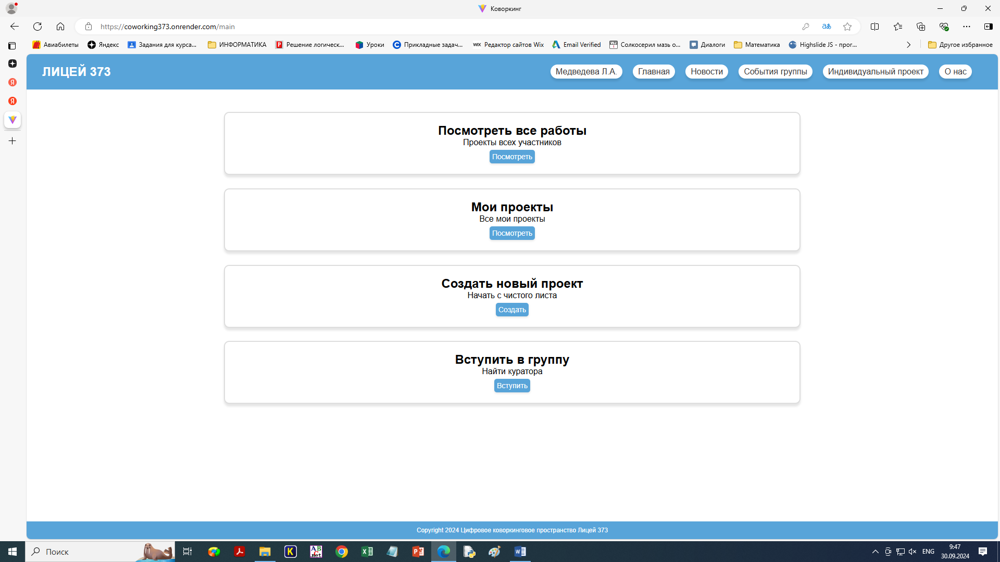 Коворкинг
https://coworking373.onrender.com/main
Авиабилеты Яндекс Задания для курса... ИНФОРМАТИКА Решение логическ... Уроки Прикладные задач... WIX Редактор сайтов Wix Email Verified Солкосерил мазь о... Диалоги Математика Highslide JS - прог... Другое избранное
ЛИЦЕЙ 373 Медведева Л.А. Главная Новости События группы Индивидуальный проект О нас
Посмотреть все работы
Проекты всех участников
Посмотреть
Мои проекты
Все мои проекты
Посмотреть
Создать новый проект
Начать с чистого листа
Создать
Вступить в группу
Найти куратора
Вступить
Copyright 2024 Цифровое коворкинговое пространство Лицей 373
Поиск ENG 9:47
30.09.2024